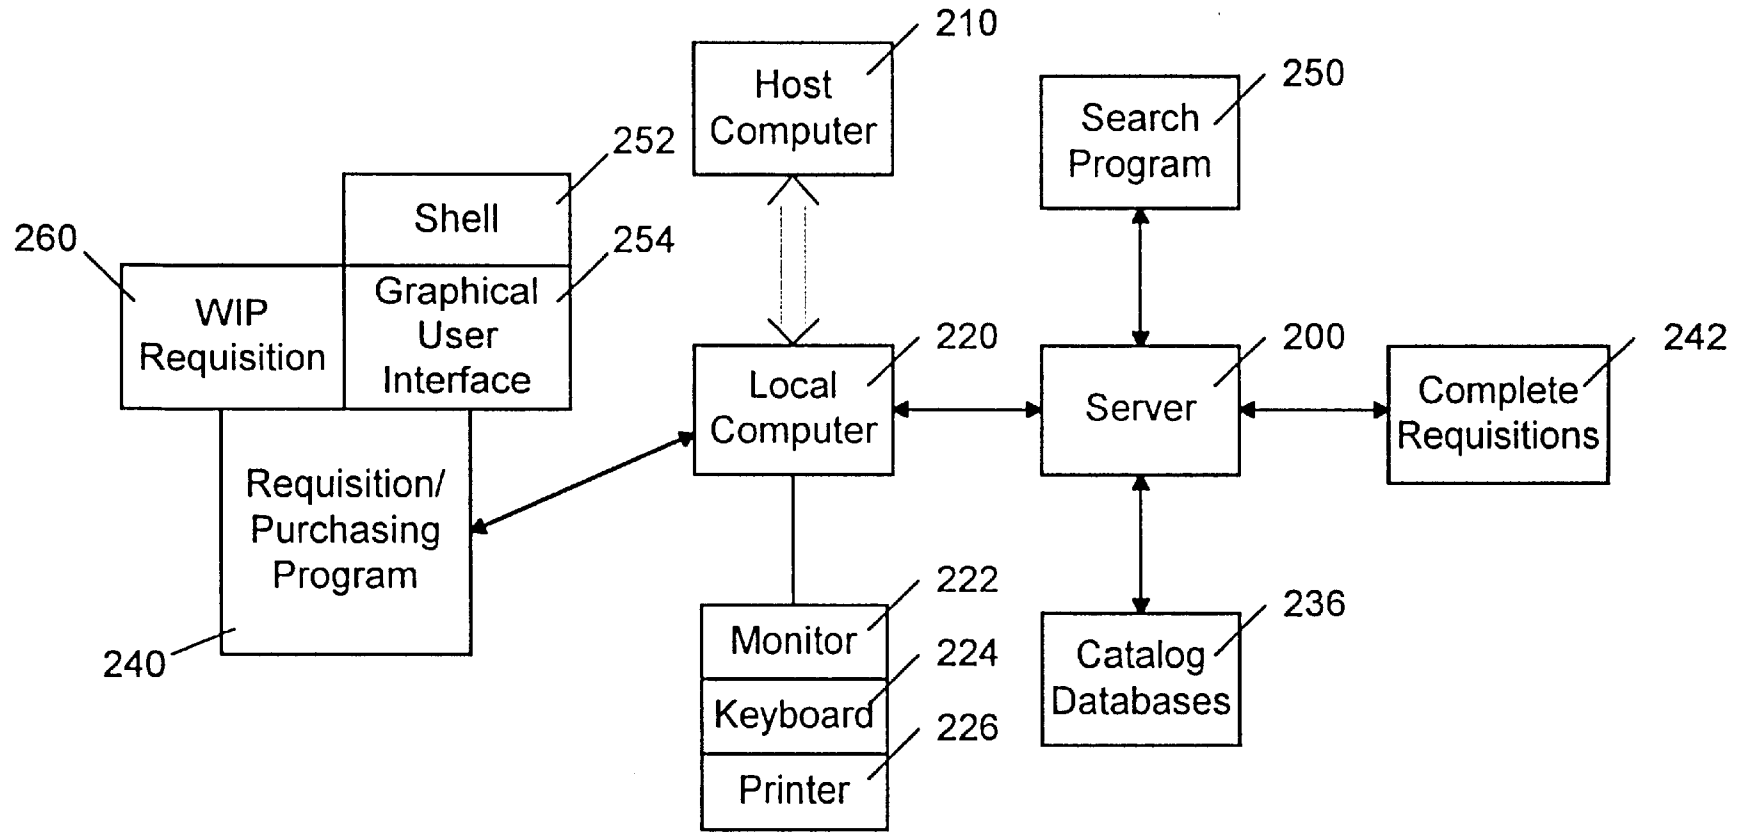 210
Host
Computer
250
Search
Program
252
Shell
260
254
WIP
Requisition
Graphical
User
Interface
220
Local
Computer
200
Server
242
Complete
Requisitions
Requisition/
Purchasing
Program
240
222
Monitor
224
Keyboard
226
Printer
236
Catalog
Databases